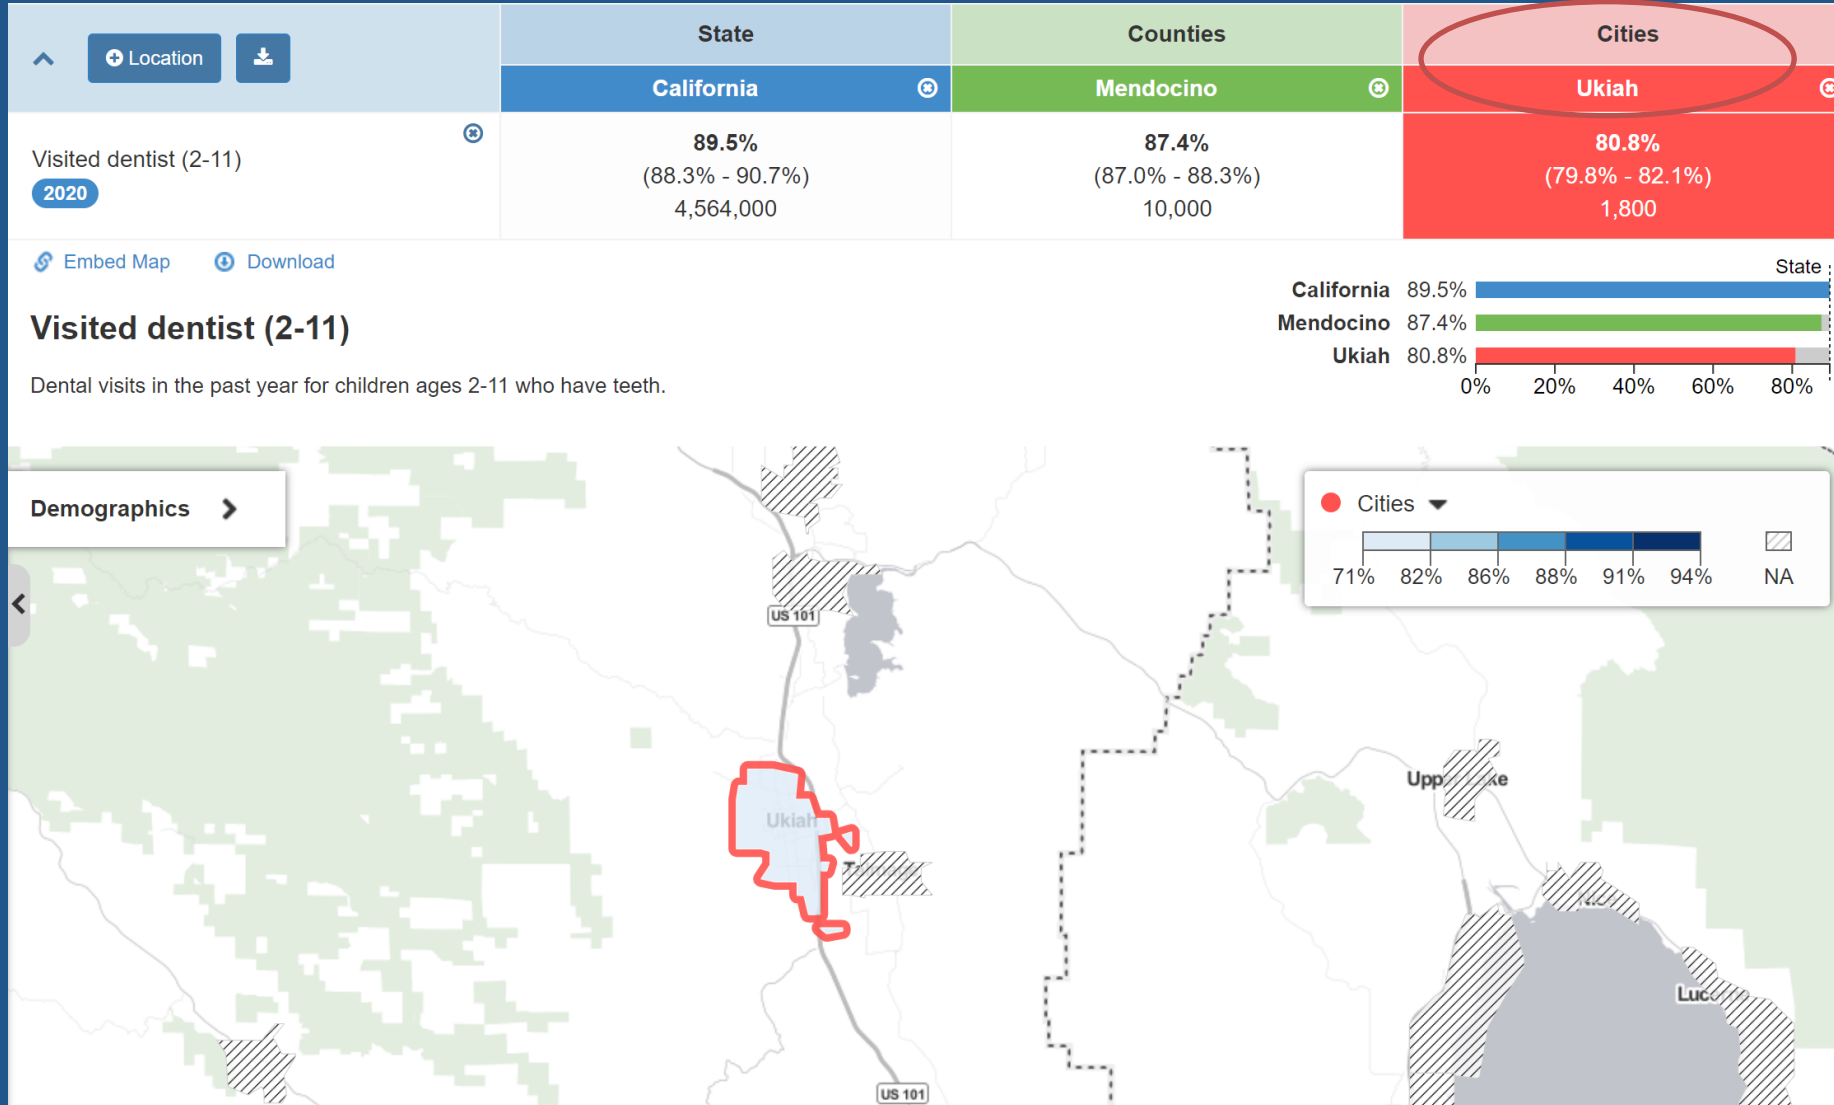 Location
State
Counties
Cities
California
Mendocino
Ukiah
Visited dentist (2-11)
2020
89.5%
(88.3% - 90.7%)
4,564,000
87.4%
(87.0% - 88.3%)
10,000
80.8%
(79.8% - 82.1%)
1,800
Embed Map
Download
Visited dentist (2-11)
Dental visits in the past year for children ages 2-11 who have teeth.
State
California 89.5%
Mendocino 87.4%
Ukiah 80.8%
0% 20% 40% 60% 80%
Demographics
Cities
71% 82% 86% 88% 91% 94% NA
US 101
Ukiah
US 101